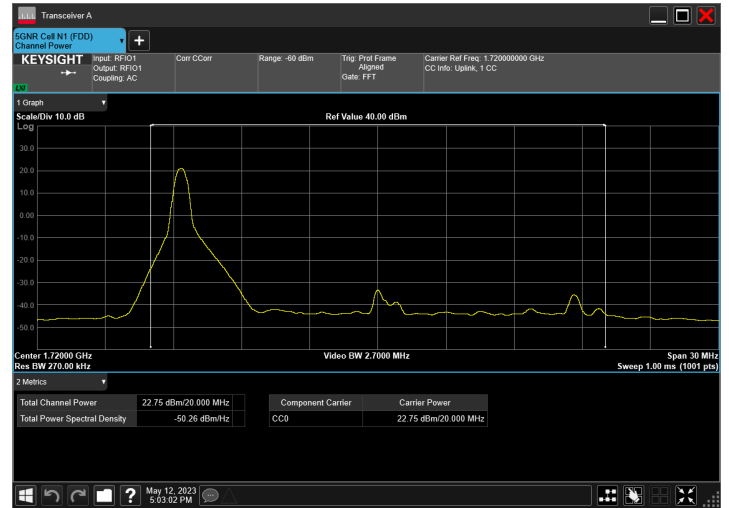 Transceiver A
5GNR Cell N1 (FDD)
Channel Power
KEYSIGHT
Input: RFIO1
Output: RFIO1
Coupling: AC
Corr CCorr
Range: -60 dBm
Trig: Prot Frame
Aligned
Gate: FFT
Carrier Ref Freq: 1.720000000 GHz
CC Info: Uplink, 1 CC
LXI
1 Graph
Scale/Div 10.0 dB
Ref Value 40.00 dBm
Log
30.0
20.0
10.0
0.00
-10.0
-20.0
-30.0
-40.0
-50.0
Center 1.72000 GHz
Video BW 2.7000 MHz
Span 30 MHz
Res BW 270.00 kHz
Sweep 1.00 ms (1001 pts)
2 Metrics
Total Channel Power 22.75 dBm/20.000 MHz
Total Power Spectral Density -50.26 dBm/Hz
Component Carrier Carrier Power
CC0 22.75 dBm/20.000 MHz
May 12, 2023
5:03:02 PM